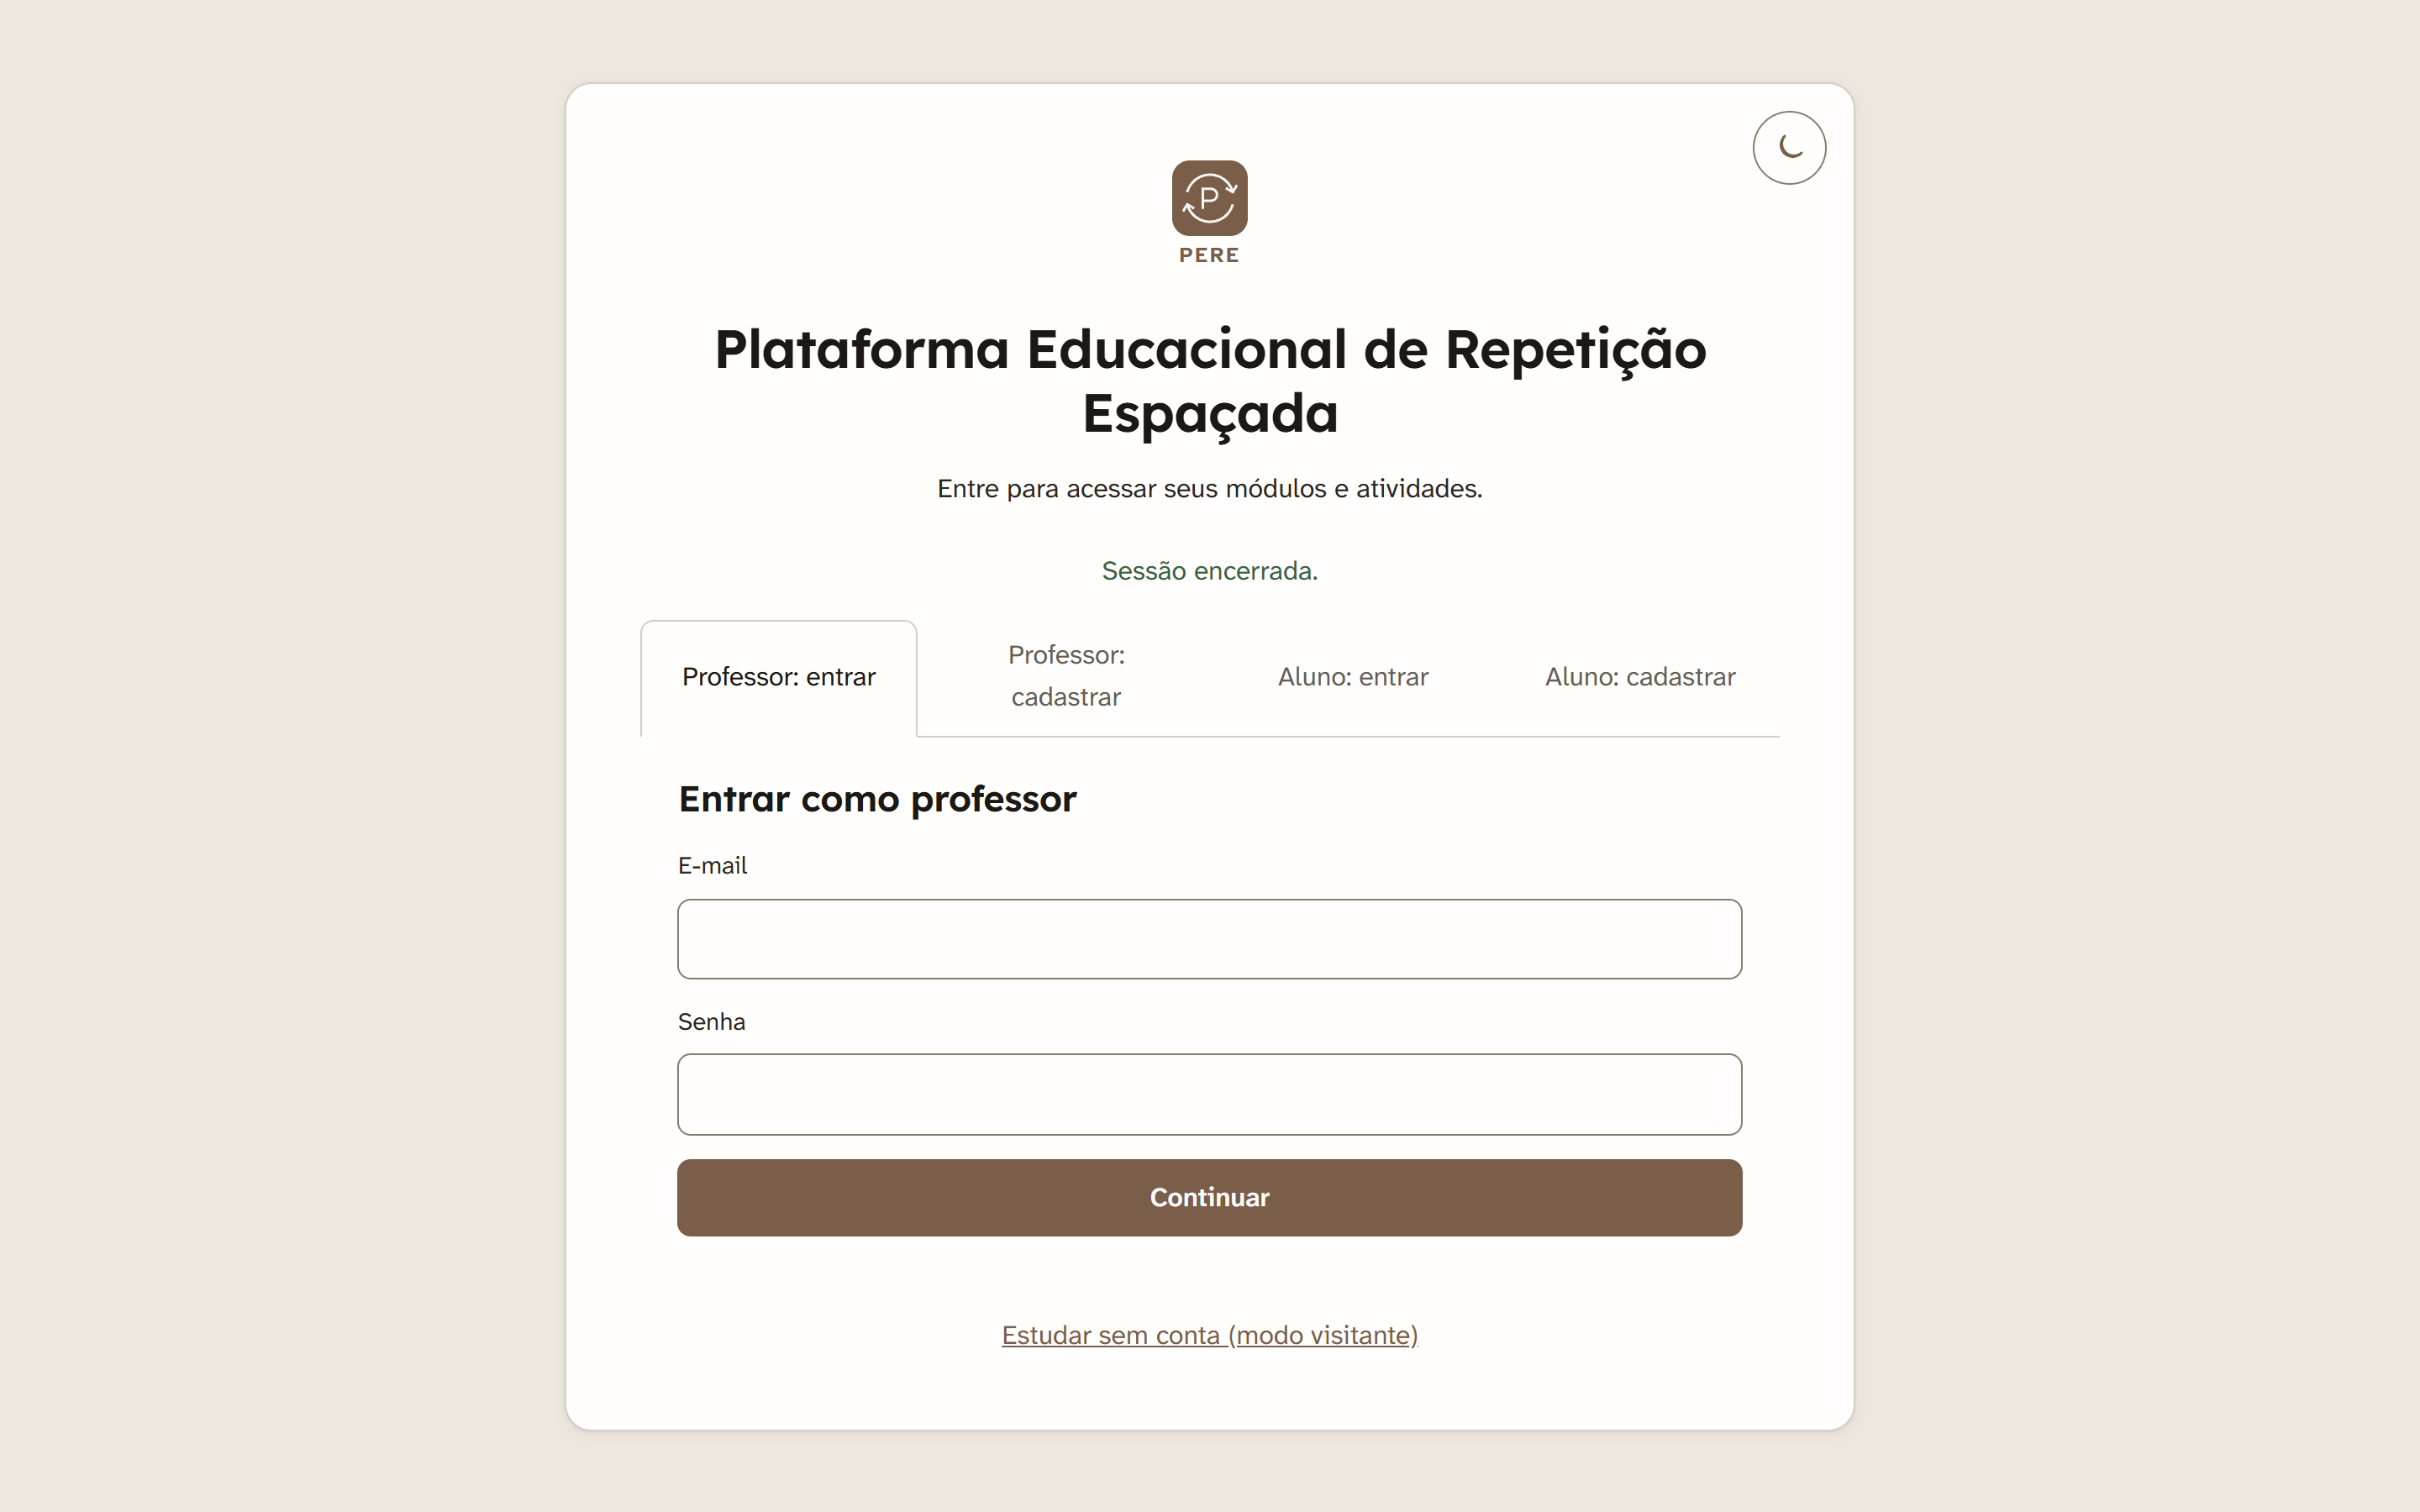 P
PERE
Plataforma Educacional de Repetição
Espaçada
Entre para acessar seus módulos e atividades.
Sessão encerrada.
Professor: entrar
Professor:
cadastrar
Aluno: entrar
Aluno: cadastrar
Entrar como professor
E-mail
Senha
Continuar
Estudar sem conta (modo visitante)